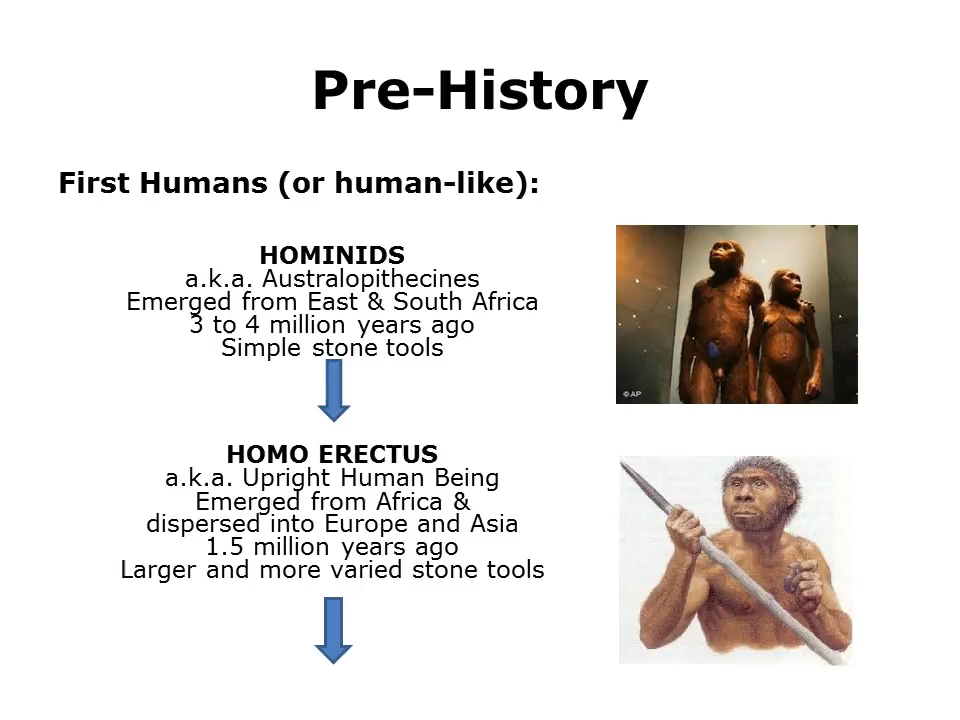 Pre-History
First Humans (or human-like):
HOMINIDS
a.k.a. Australopithecines
Emerged from East & South Africa
3 to 4 million years ago
Simple stone tools
© AP
HOMO ERECTUS
a.k.a. Upright Human Being
Emerged from Africa &
dispersed into Europe and Asia
1.5 million years ago
Larger and more varied stone tools